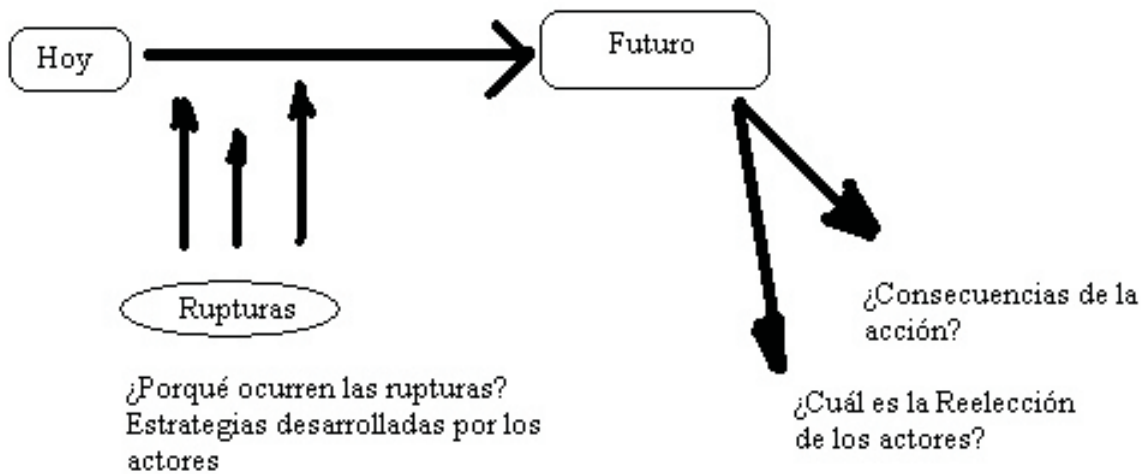 Hoy
Futuro
Rupturas
¿Porqué ocurren las rupturas?
Estrategias desarrolladas por los
actores
¿Consecuencias de la
acción?
¿Cuál es la Reelección
de los actores?